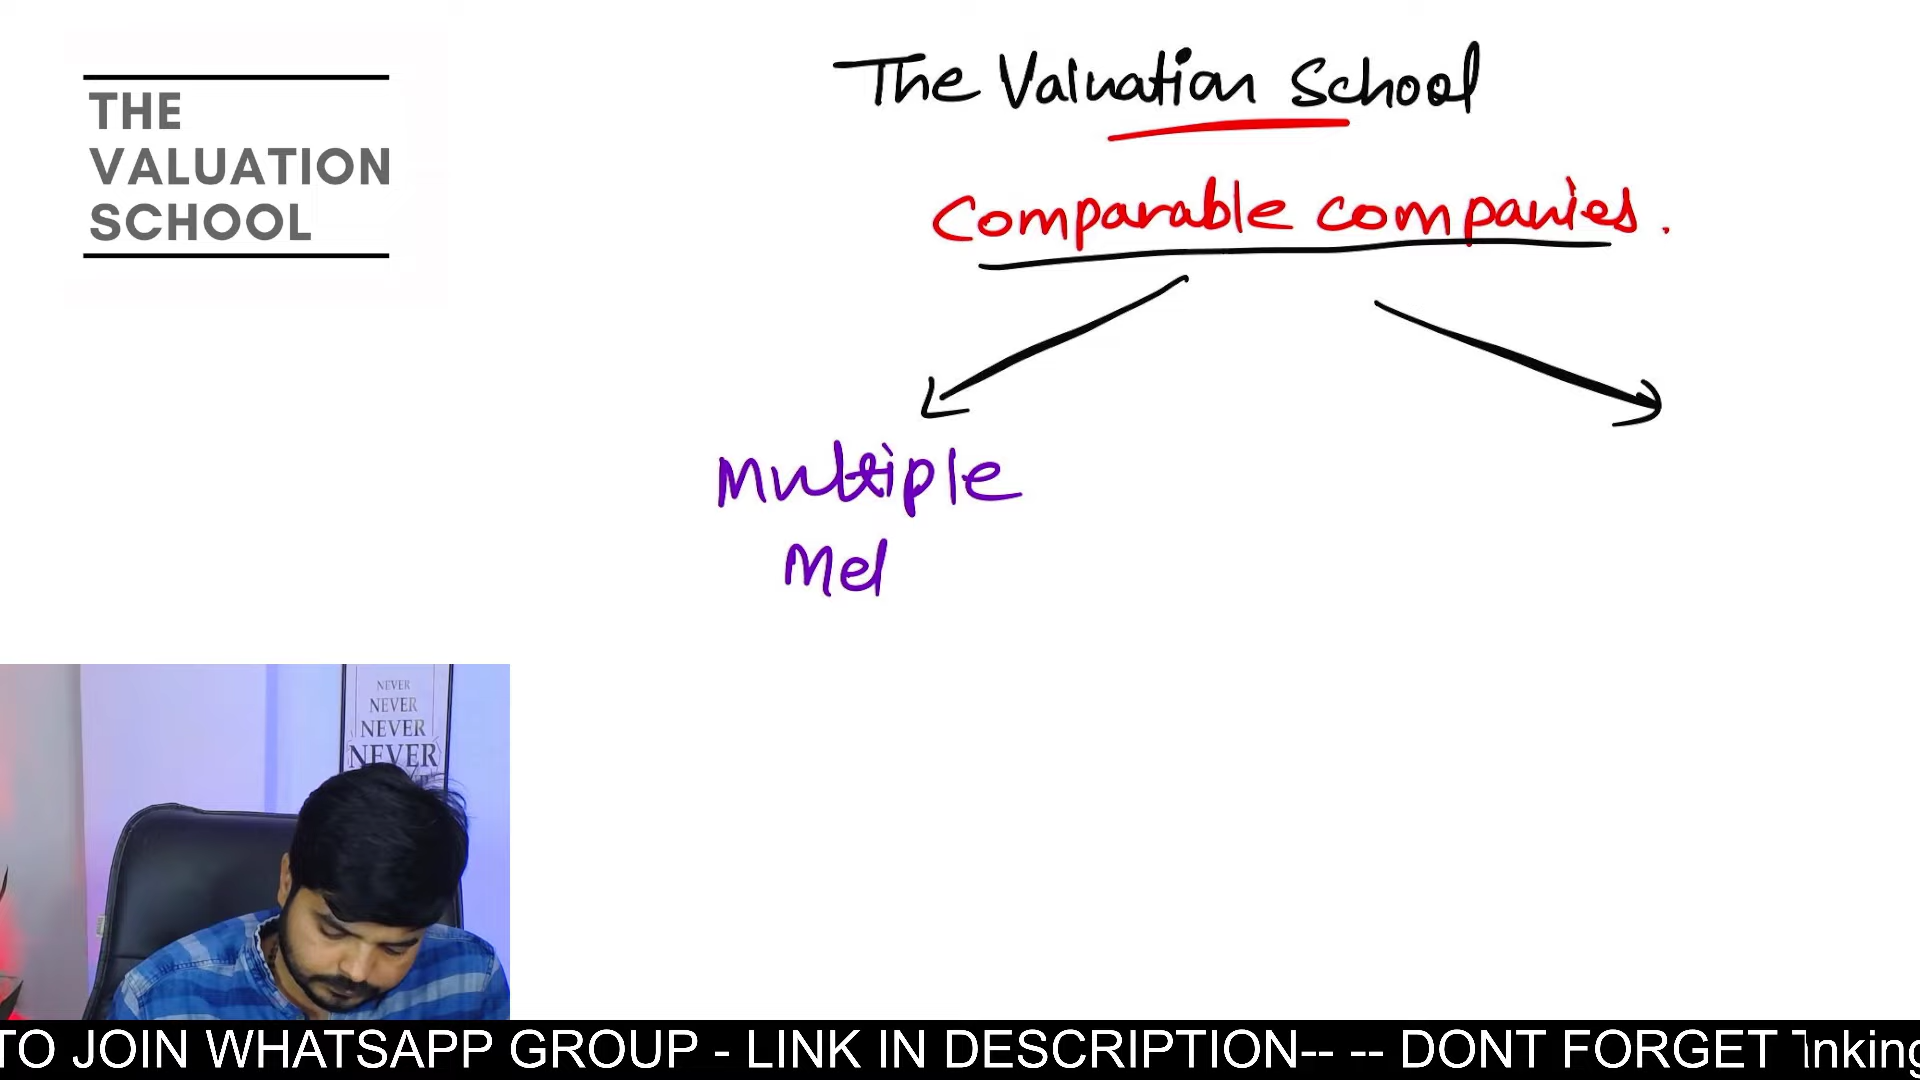 THE
VALUATION
SCHOOL
The Valuation School
Comparable companies.
Multiple
Met
NEVER
NEVER
NEVER
NEVER
TO JOIN WHATSAPP GROUP - LINK IN DESCRIPTION-- -- DONT FORGET